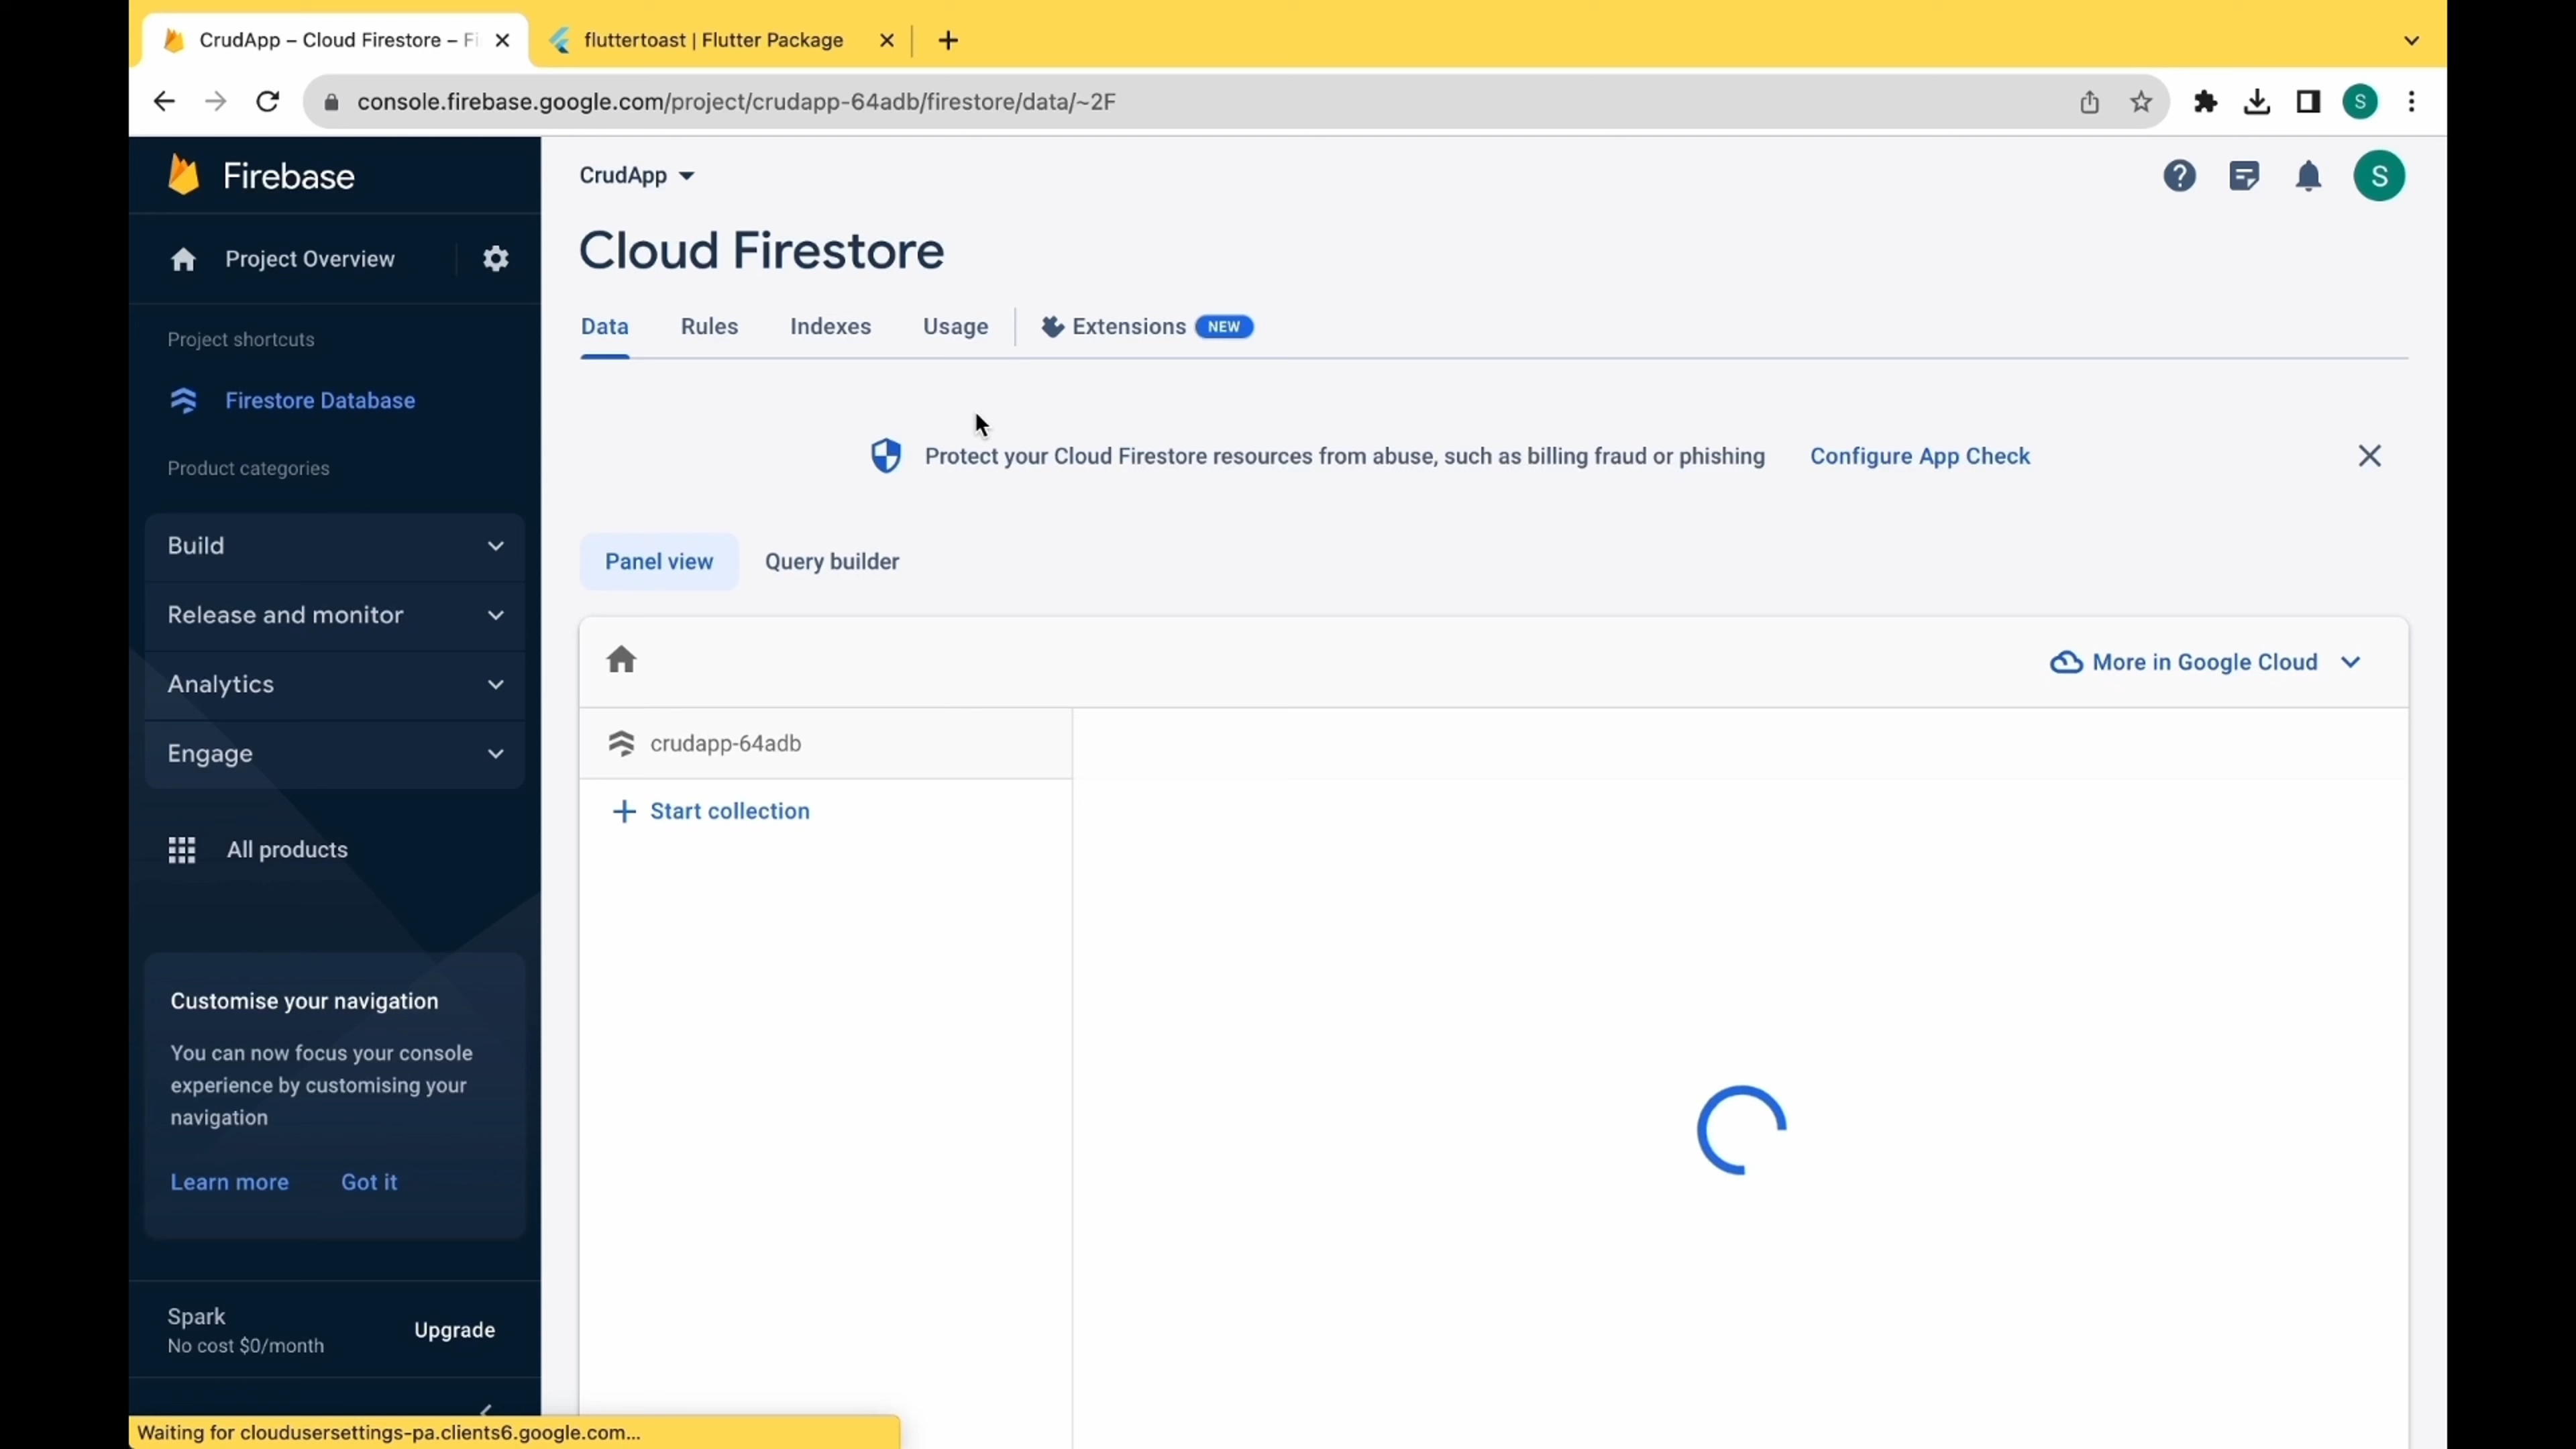 CrudApp – Cloud Firestore – Fi
fluttertoast | Flutter Package
console.firebase.google.com/project/crudapp-64adb/firestore/data/~2F
S
Firebase
Project Overview
Project shortcuts
Firestore Database
Product categories
Build
Release and monitor
Analytics
Engage
All products
Customise your navigation
You can now focus your console
experience by customising your
navigation
Learn more Got it
Spark
No cost $0/month
Upgrade
CrudApp
S
Cloud Firestore
Data Rules Indexes Usage Extensions NEW
Protect your Cloud Firestore resources from abuse, such as billing fraud or phishing Configure App Check
Panel view Query builder
More in Google Cloud
crudapp-64adb
+ Start collection
Waiting for cloudusersettings-pa.clients6.google.com...